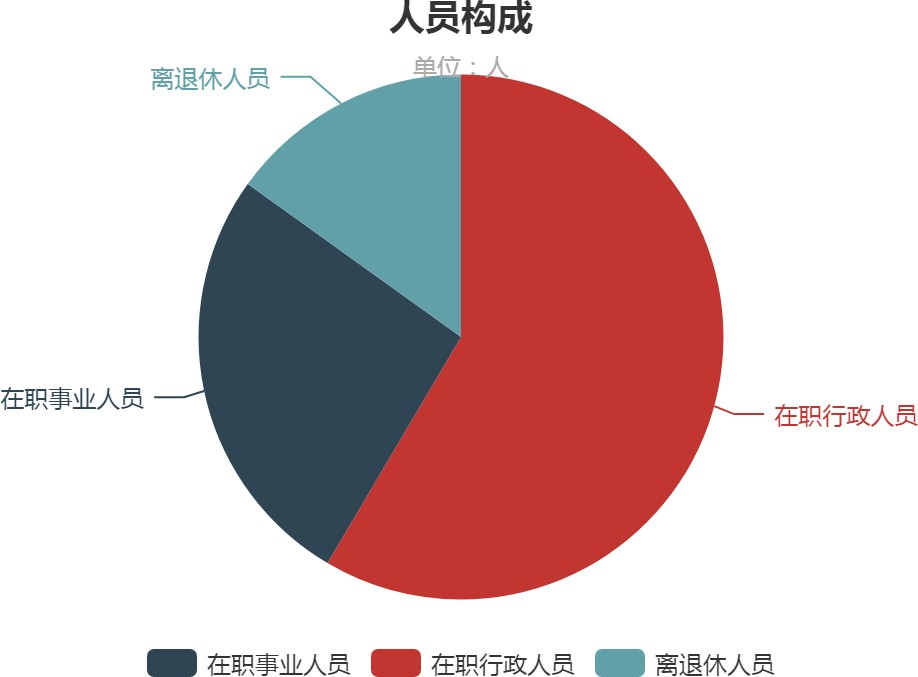 人员构成
单位：人
离退休人员
在职事业人员
在职行政人员
在职事业人员 在职行政人员 离退休人员